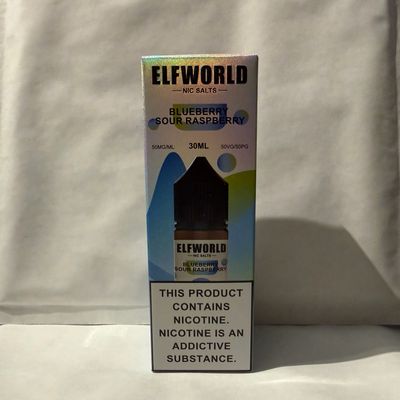 ELFWORLD
NIC SALTS
BLUEBERRY
SOUR RASPBERRY
50MG/ML 30ML 50VG/50PG
ELFWORLD
NIC SALTS
BLUEBERRY
SOUR RASPBERRY
THIS PRODUCT
CONTAINS
NICOTINE.
NICOTINE IS AN
ADDICTIVE
SUBSTANCE.